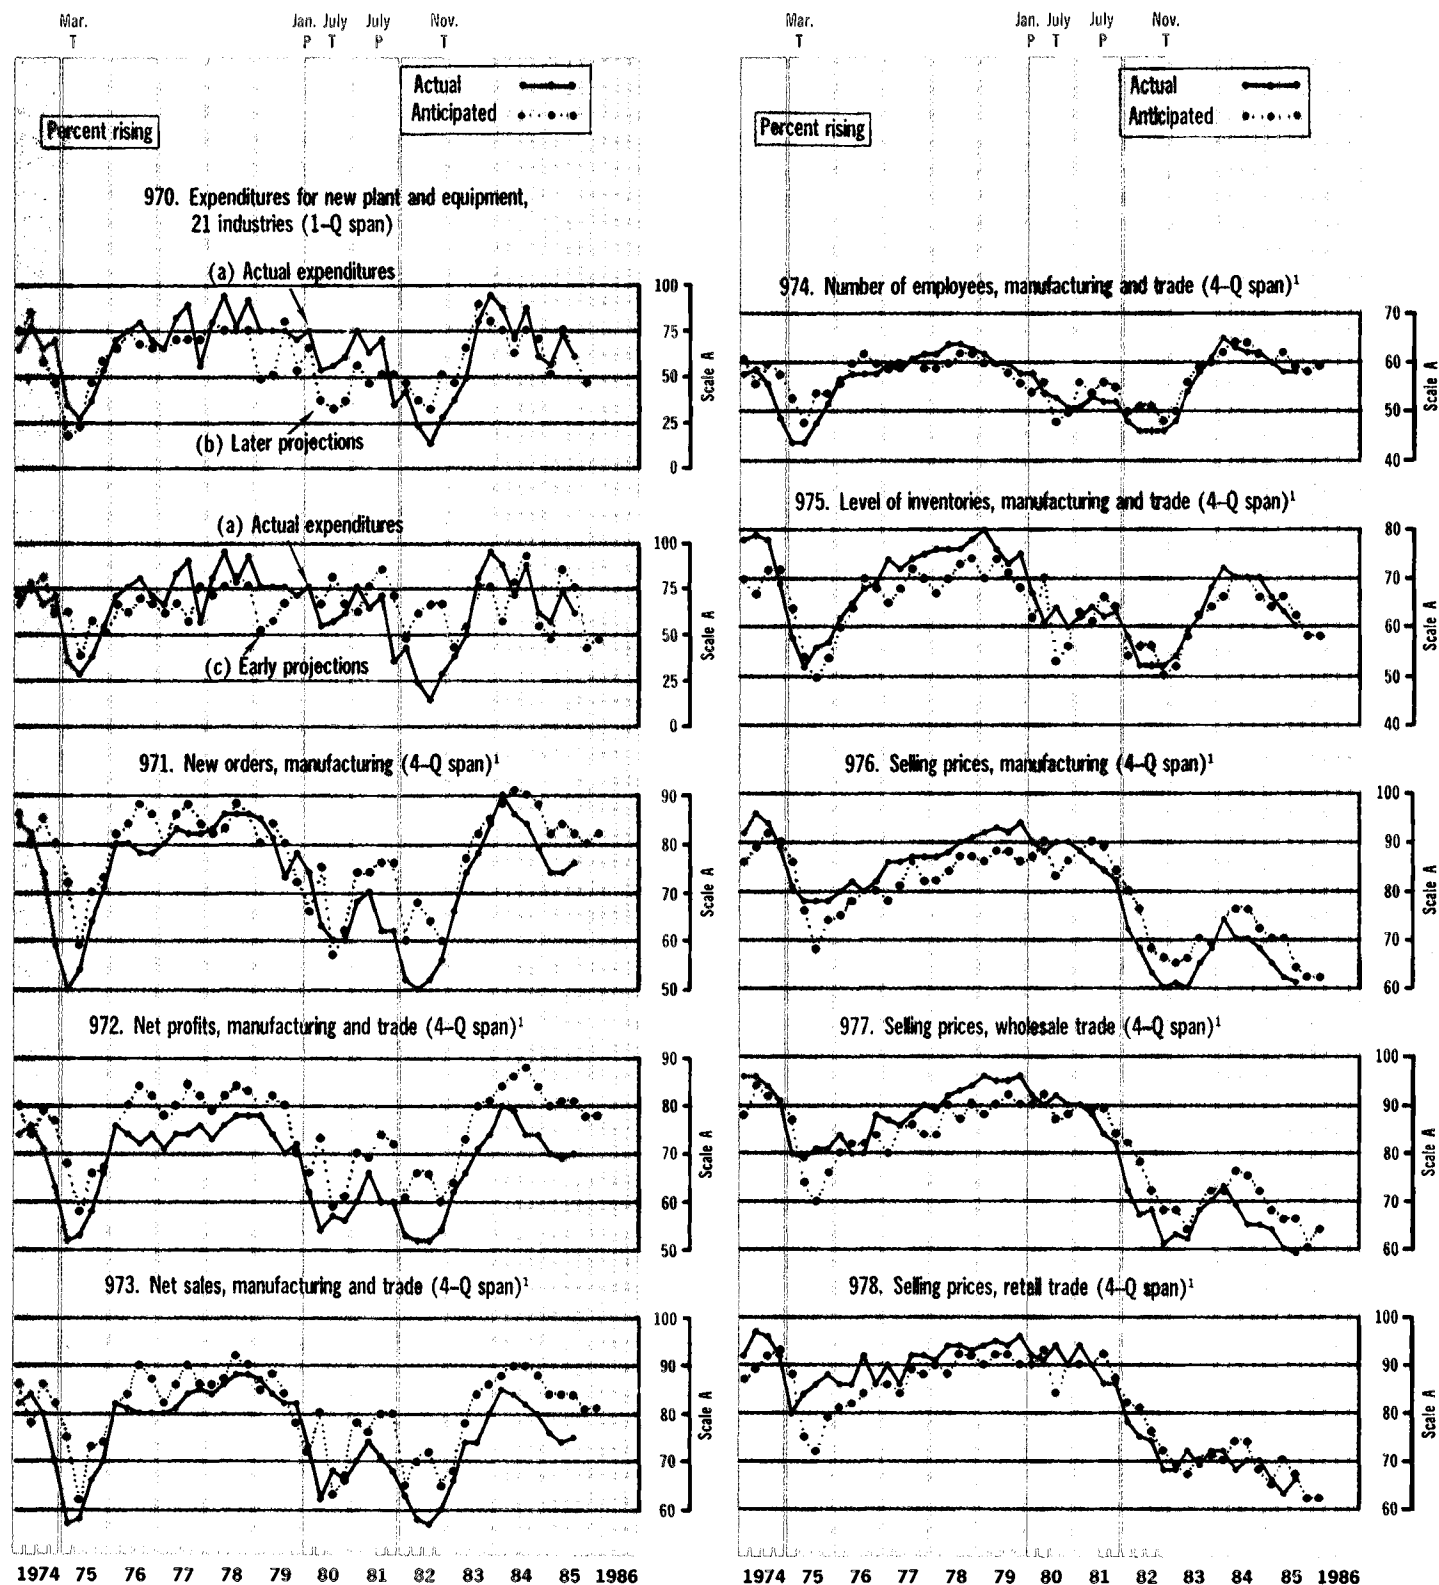 Mar. Jan. July July Nov.
T P T P T
Actual
Anticipated
Percent rising
970. Expenditures for new plant and equipment,
21 industries (1-Q span)
(a) Actual expenditures
100
75
50
25
0
Scale A
(b) Later projections
(a) Actual expenditures
100
75
50
25
0
Scale A
(c) Early projections
971. New orders, manufacturing (4-Q span)¹
90
80
70
60
50
Scale A
972. Net profits, manufacturing and trade (4-Q span)¹
90
80
70
60
50
Scale A
973. Net sales, manufacturing and trade (4-Q span)¹
100
90
80
70
60
Scale A
1974 75 76 77 78 79 80 81 82 83 84 85 1986
Mar. Jan. July July Nov.
T P T P T
Actual
Anticipated
Percent rising
974. Number of employees, manufacturing and trade (4-Q span)¹
70
60
50
40
Scale A
975. Level of inventories, manufacturing and trade (4-Q span)¹
80
70
60
50
40
Scale A
976. Selling prices, manufacturing (4-Q span)¹
100
90
80
70
60
Scale A
977. Selling prices, wholesale trade (4-Q span)¹
100
90
80
70
60
Scale A
978. Selling prices, retail trade (4-Q span)¹
100
90
80
70
60
Scale A
1974 75 76 77 78 79 80 81 82 83 84 85 1986